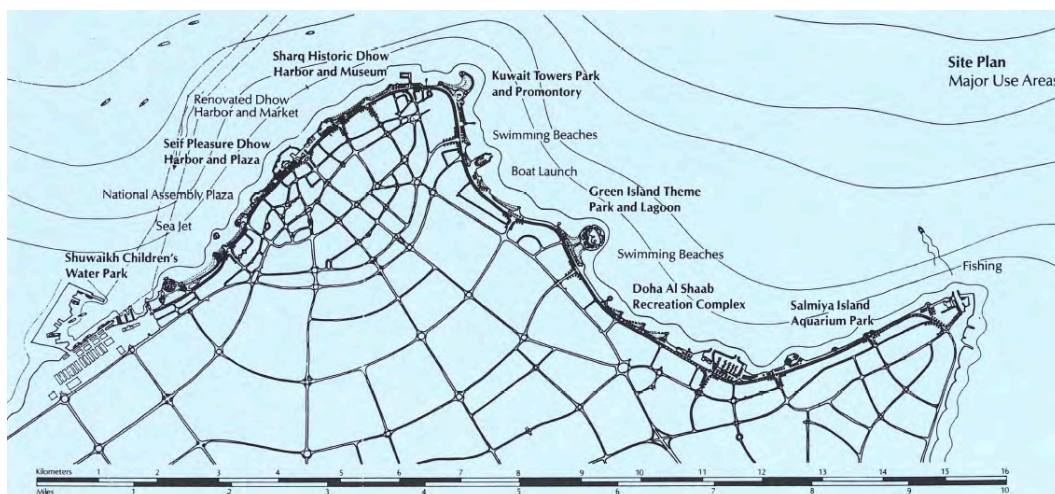 Site Plan
Major Use Areas
Sharq Historic Dhow
Harbor and Museum
Kuwait Towers Park
and Promontory
Renovated Dhow
Harbor and Market
Swimming Beaches
Seif Pleasure Dhow
Harbor and Plaza
Boat Launch
National Assembly Plaza
Green Island Theme
Park and Lagoon
Sea Jet
Swimming Beaches
Shuwaikh Children's
Water Park
Fishing
Doha Al Shaab
Recreation Complex
Salmiya Island
Aquarium Park
Kilometers 1 2 3 4 5 6 7 8 9 10 11 12 13 14 15 16
Miles 1 2 3 4 5 6 7 8 9 10